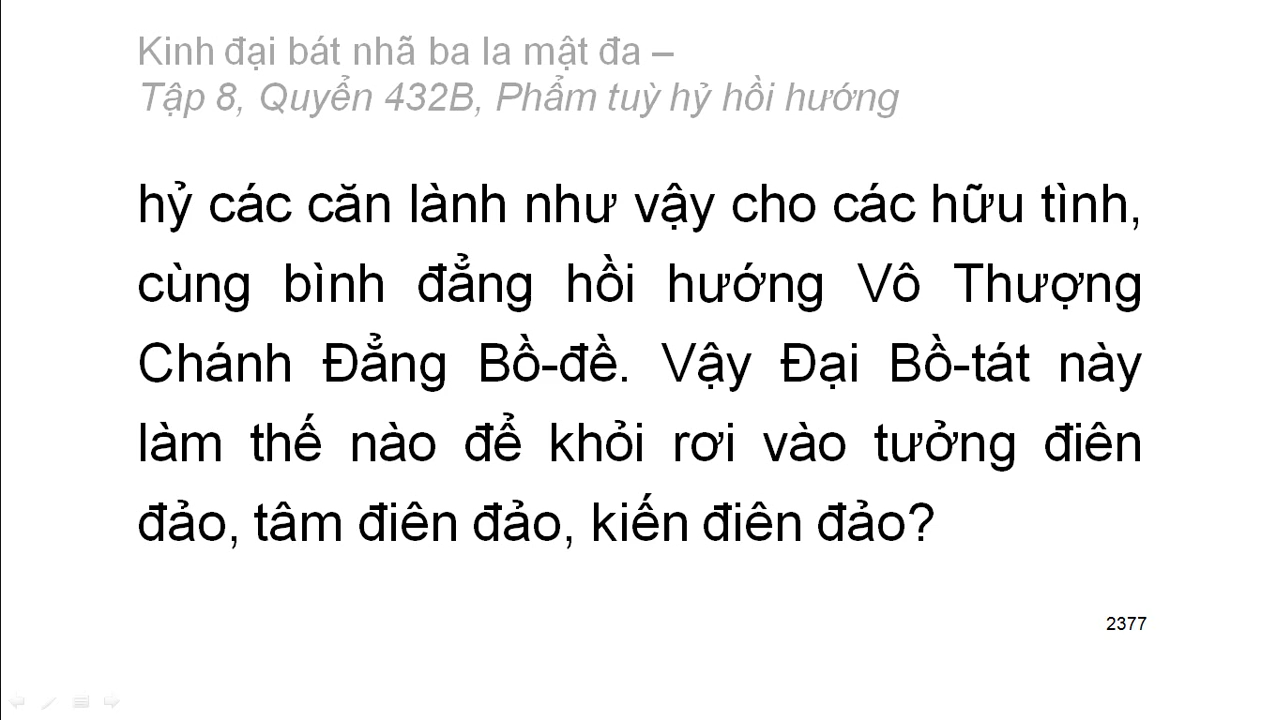 Kinh đại bát nhã ba la mật đa –
Tập 8, Quyển 432B, Phẩm tuỳ hỷ hồi hướng
hỷ các căn lành như vậy cho các hữu tình,
cùng bình đẳng hồi hướng Vô Thượng
Chánh Đẳng Bồ-đề. Vậy Đại Bồ-tát này
làm thế nào để khỏi rơi vào tưởng điên
đảo, tâm điên đảo, kiến điên đảo?
2377